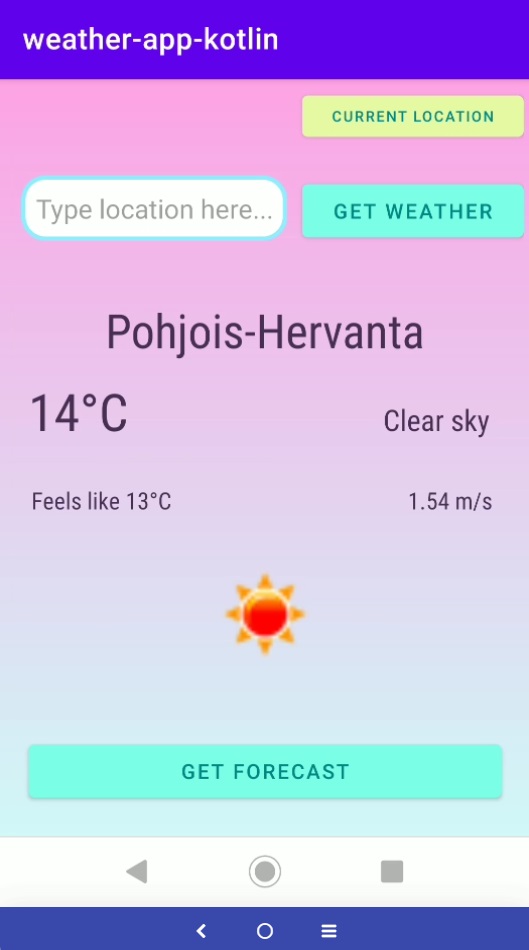 weather-app-kotlin
CURRENT LOCATION
Type location here...
GET WEATHER
Pohjois-Hervanta
14°C
Clear sky
Feels like 13°C
1.54 m/s
GET FORECAST